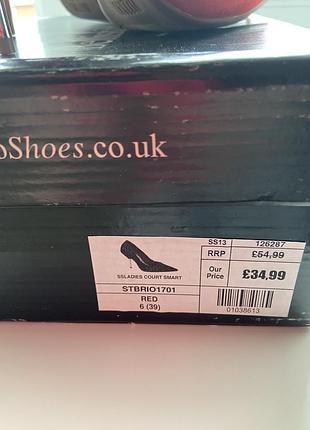 oShoes.co.uk
SS13 126287
RRP £54,99
Our Price £34,99
SSLADIES COURT SMART
STBRIO1701
RED
6 (39)
01038613